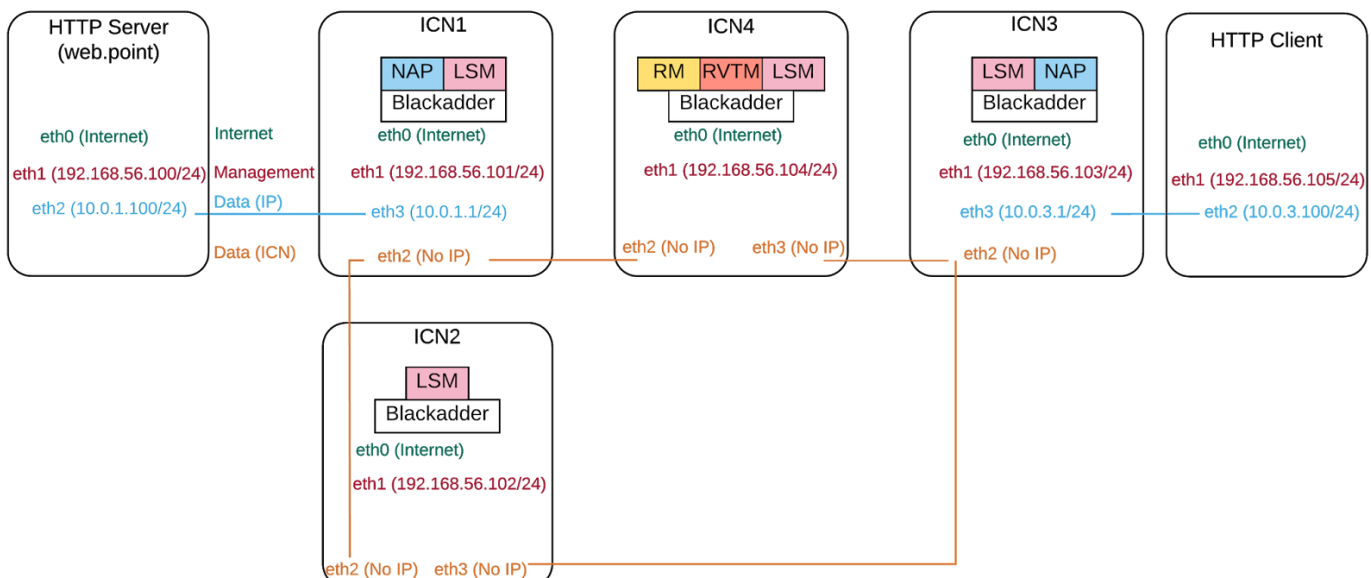 HTTP Server
(web.point)
eth0 (Internet)
eth1 (192.168.56.100/24)
eth2 (10.0.1.100/24)
Internet
Management
Data (IP)
Data (ICN)
ICN1
NAP LSM
Blackadder
eth0 (Internet)
eth1 (192.168.56.101/24)
eth3 (10.0.1.1/24)
eth2 (No IP)
ICN4
RM RVTM LSM
Blackadder
eth0 (Internet)
eth1 (192.168.56.104/24)
eth2 (No IP) eth3 (No IP)
ICN3
LSM NAP
Blackadder
eth0 (Internet)
eth1 (192.168.56.103/24)
eth3 (10.0.3.1/24)
eth2 (No IP)
HTTP Client
eth0 (Internet)
eth1 (192.168.56.105/24)
eth2 (10.0.3.100/24)
ICN2
LSM
Blackadder
eth0 (Internet)
eth1 (192.168.56.102/24)
eth2 (No IP) eth3 (No IP)